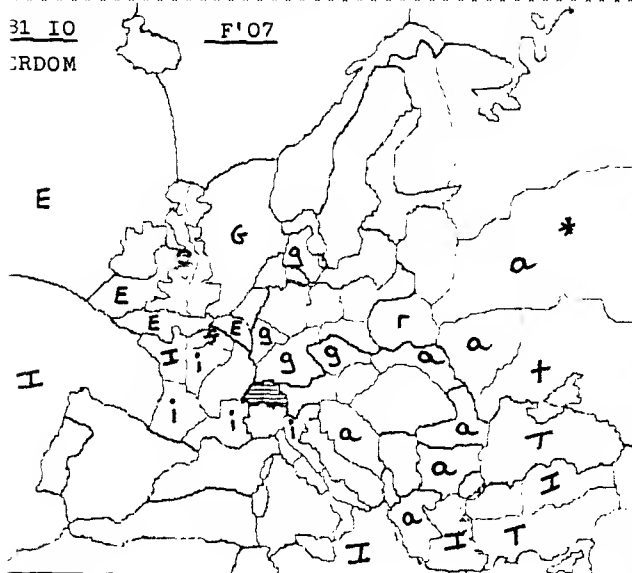 31 IO F'07
RDOM
E
*
G
g a
E
E E g r
I i g g a a
I +
i i
i a a T
a I
a I T
I